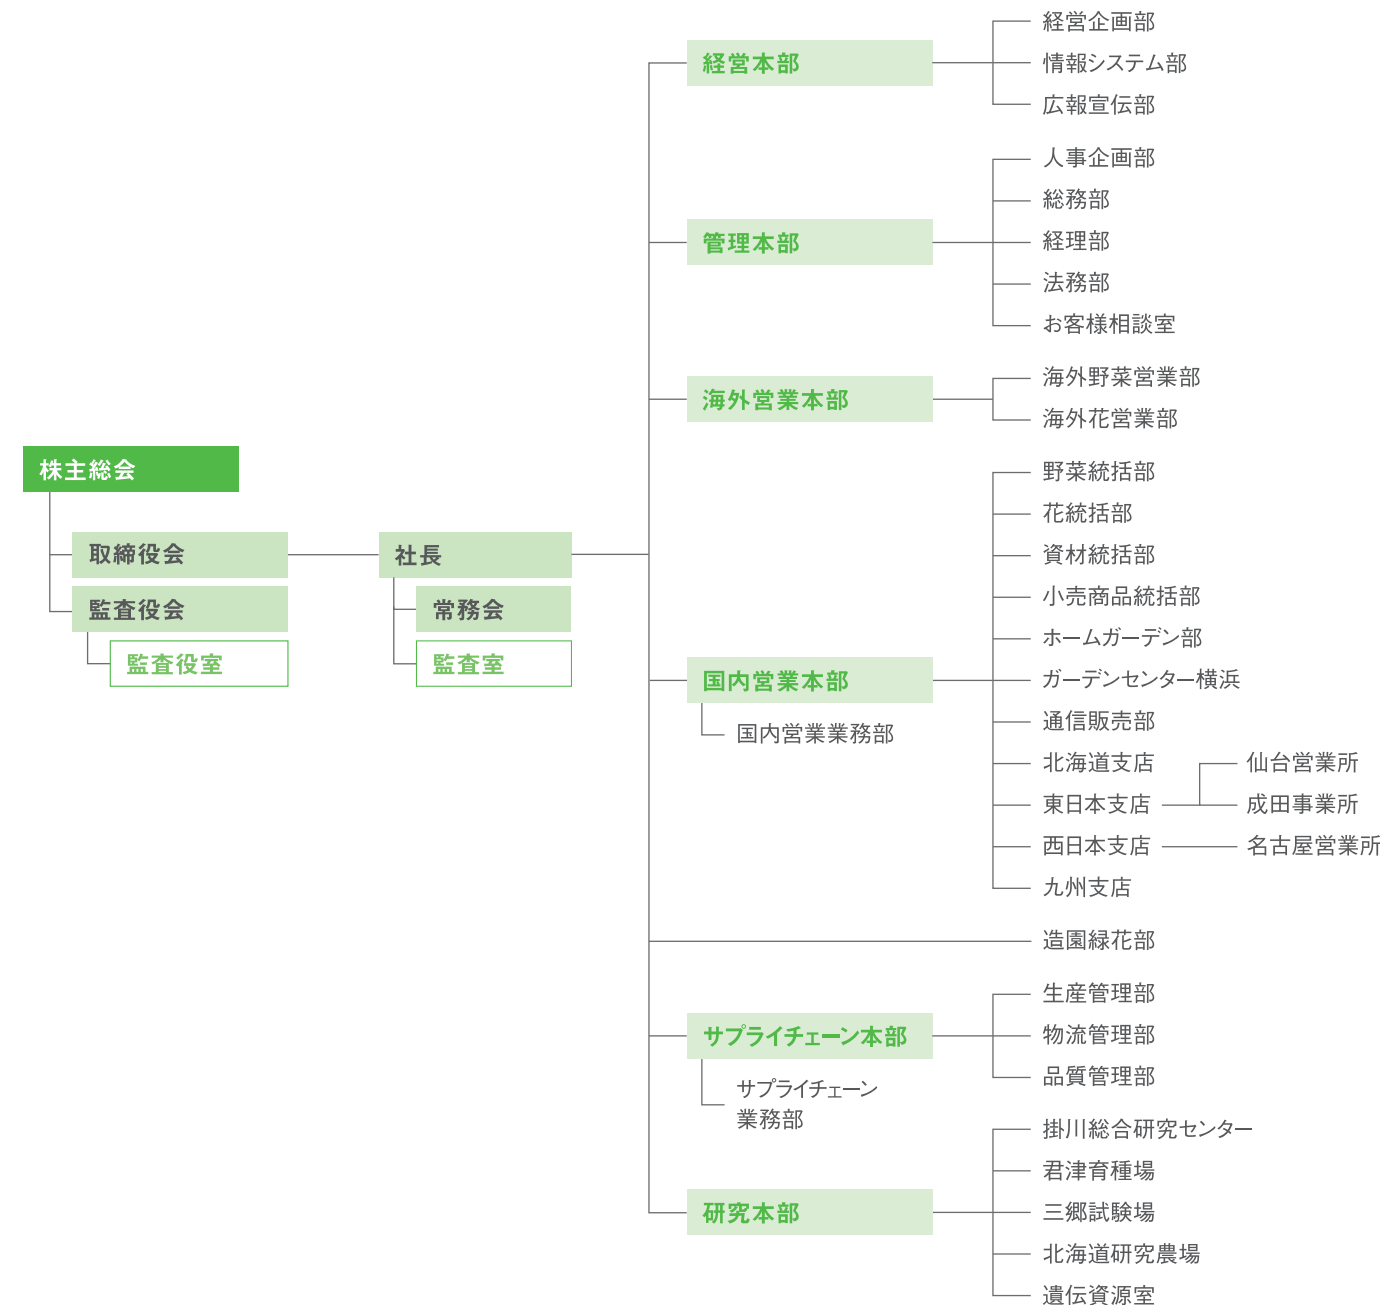 株主総会
取締役会
監査役会
監査役室
社長
常務会
監査室
経営本部
経営企画部
情報システム部
広報宣伝部
管理本部
人事企画部
総務部
経理部
法務部
お客様相談室
海外営業本部
海外野菜営業部
海外花営業部
国内営業本部
国内営業業務部
野菜統括部
花統括部
資材統括部
小売商品統括部
ホームガーデン部
ガーデンセンター横浜
通信販売部
北海道支店
東日本支店
仙台営業所
成田事業所
西日本支店
名古屋営業所
九州支店
造園緑花部
サプライチェーン本部
サプライチェーン
業務部
生産管理部
物流管理部
品質管理部
研究本部
掛川総合研究センター
君津育種場
三郷試験場
北海道研究農場
遺伝資源室